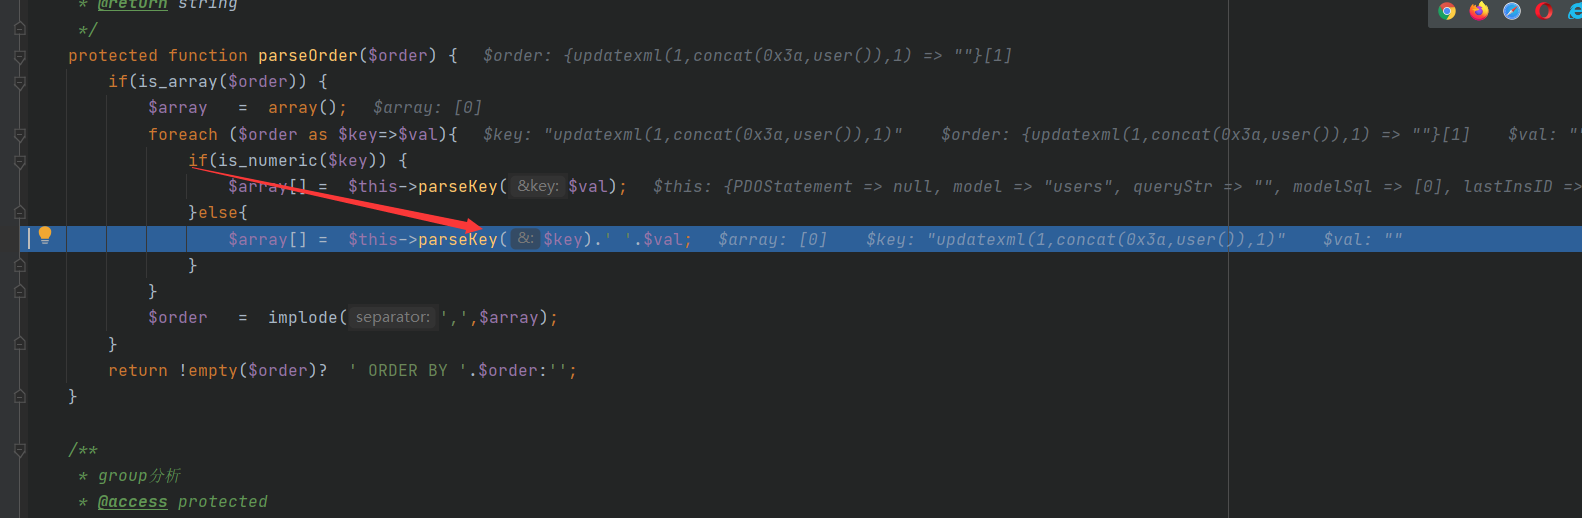 * @return string
*/
protected function parseOrder($order) {  $order: {updatexml(1,concat(0x3a,user()),1) => ""}[1]
if(is_array($order)) {
$array   =  array();  $array: [0]
foreach ($order as $key=>$val){  $key: "updatexml(1,concat(0x3a,user()),1)"  $order: {updatexml(1,concat(0x3a,user()),1) => ""}[1]  $val: ""
if(is_numeric($key)) {
$array[] =  $this->parseKey( &key: $val);  $this: {PDOStatement => null, model => "users", queryStr => "", modelSql => [0], lastInsID =>
}else{
$array[] =  $this->parseKey( &: $key).' '.$val;  $array: [0]  $key: "updatexml(1,concat(0x3a,user()),1)"  $val: ""
}
}
$order   =  implode( separator: ',',$array);
}
return !empty($order)?  ' ORDER BY '.$order:'';
}
/**
* group分析
* @access protected